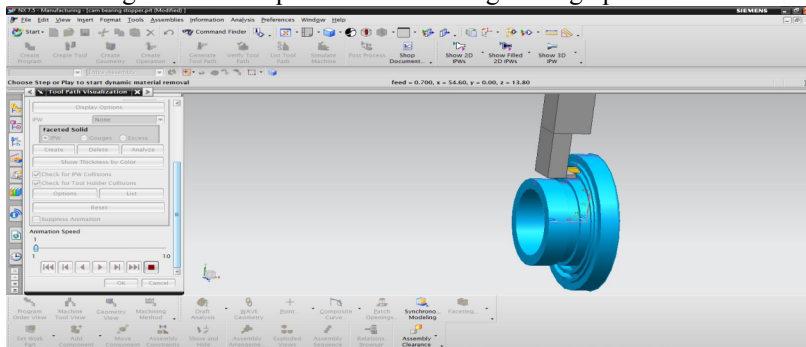 NX 7.5 - Manufacturing - [cam bearing stopper.prt (Modified) ]
SIEMENS
File Edit View Insert Format Tools Assemblies Information Analysis Preferences Window Help
Start
Command Finder
Create Program
Create Tool
Create Geometry
Create Operation
Generate Tool Path
Verify Tool Path
List Tool Path
Simulate Machine
Post Process
Shop Document...
Show 2D IPWs
Show Filled 2D IPWs
Show 3D IPW
Entire Assembly
Choose Step or Play to start dynamic material removal
feed = 0.700, x = 54.60, y = 0.00, z = 13.80
Tool Path Visualization
Display Options
IPW
None
Faceted Solid
IPW Gouges Excess
Create Delete Analyze
Show Thickness by Color
Check for IPW Collisions
Check for Tool Holder Collisions
Options List
Reset
Suppress Animation
Animation Speed
1
1 10
OK Cancel
Program Order View
Machine Tool View
Geometry View
Machining Method
Draft Analysis
WAVE Geometry
Point...
Composite Curve...
Patch Openings...
Synchrono... Modeling
Faceting...
Set Work Part
Add Component
Move Component
Assembly Constraints
Show and Hide
Assembly Arrangeme...
Exploded Views
Assembly Sequence
Relations Browser
Assembly Clearance